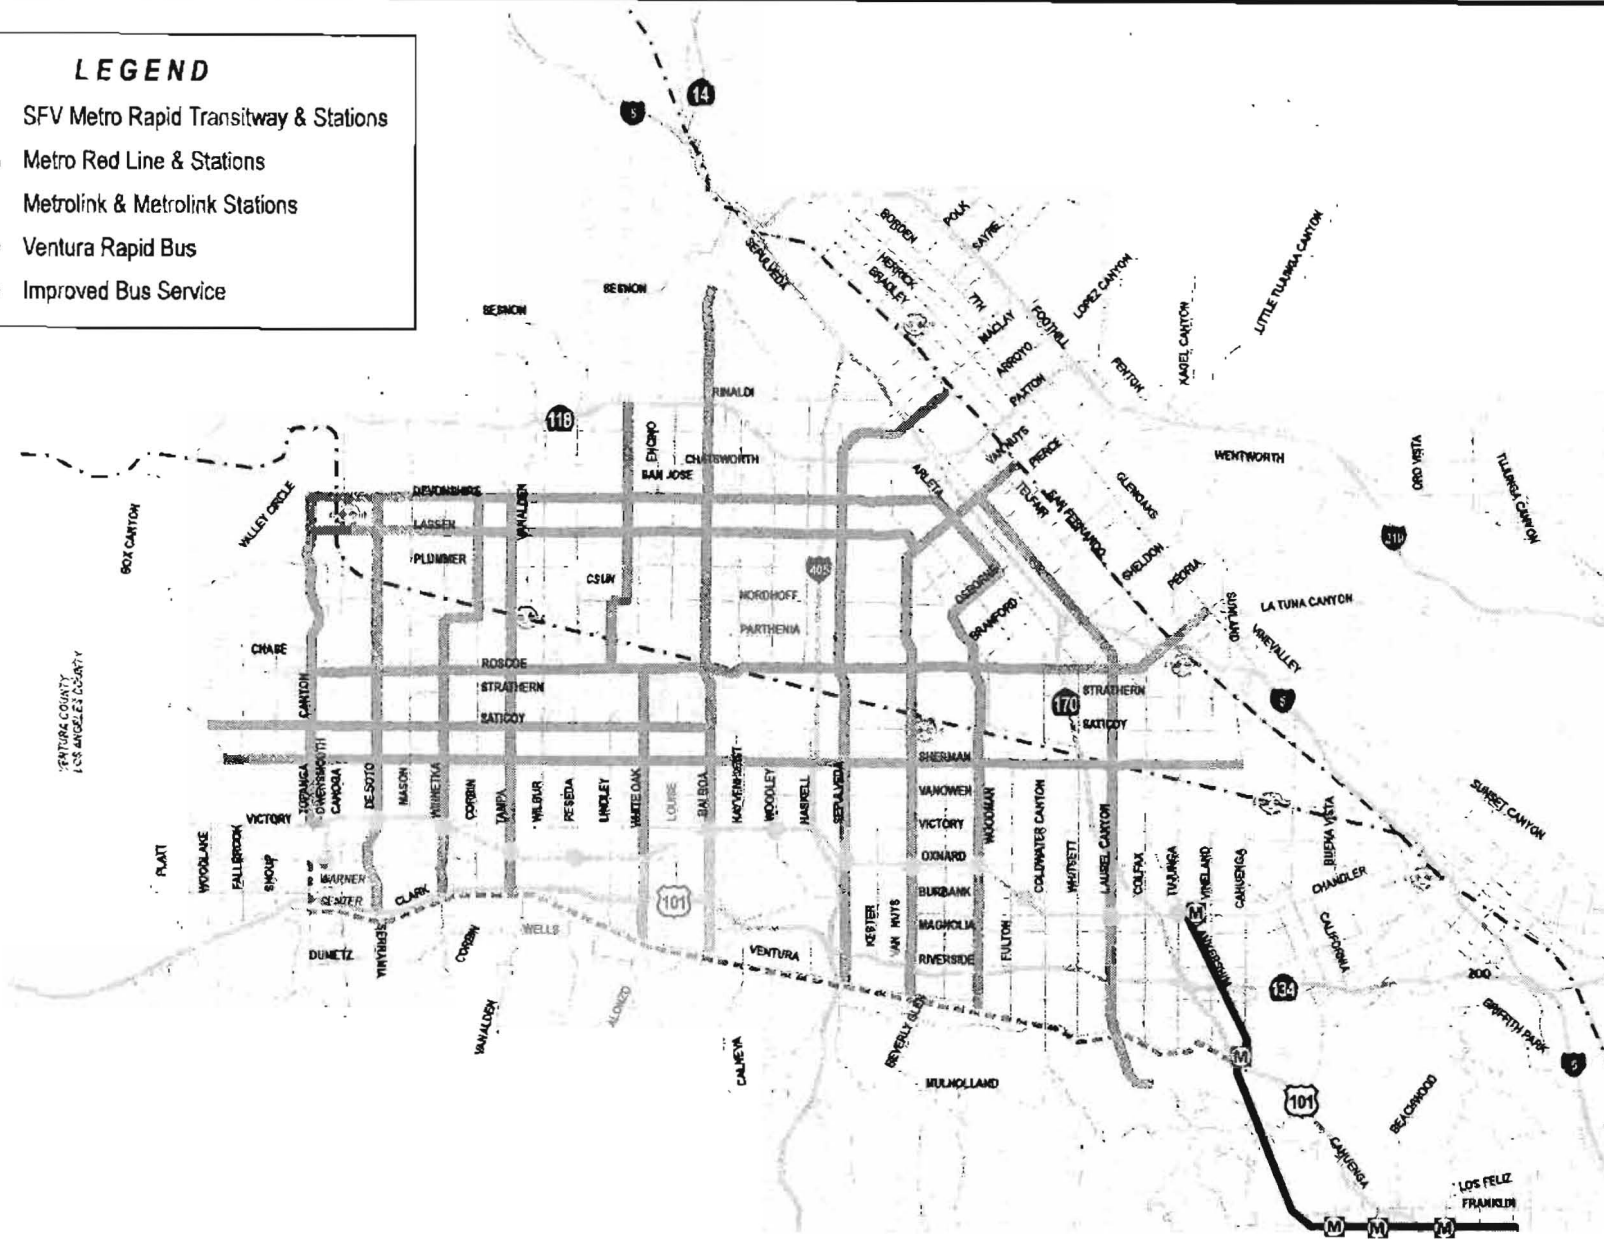 LEGEND
SFV Metro Rapid Transitway & Stations
Metro Red Line & Stations
Metrolink & Metrolink Stations
Ventura Rapid Bus
Improved Bus Service
14
5
BORDEN
POLK
SAYRE
SEPULVEDA
HERRICK
BRADLEY
7TH
MACLAY
ARROYO
PAXTON
FOOTHILL
LOPEZ CANYON
FENTON
KAGEL CANYON
LITTLE TUJUNGA CANYON
SESNON
SESNON
RINALDI
118
ENCINO
CHATSWORTH
SAN JOSE
VAN NUYS
PIERCE
WENTWORTH
ORO VISTA
TUJUNGA CANYON
BOX CANYON
VALLEY CIRCLE
DEVONSHIRE
VANALDEN
ARLETA
TELFAIR
SAN FERNANDO
GLENOAKS
LASSEN
PLUMMER
CSUN
405
NORDHOFF
PARTHENIA
OSBORNE
BRANFORD
SHELDON
PEORIA
210
SUNLAND
LA TUNA CANYON
VINEVALLEY
CHASE
ROSCOE
STRATHERN
SATICOY
CANYON
VENTURA COUNTY
LOS ANGELES COUNTY
170
STRATHERN
SATICOY
5
TOPANGA
OWENSMOUTH
CANOGA
DE SOTO
MASON
WINNETKA
CORBIN
TAMPA
WILBUR
RESEDA
LINDLEY
WHITE OAK
LOUISE
BALBOA
HAYVENHURST
WOODLEY
HASKELL
SEPULVEDA
SHERMAN
VANOWEN
VICTORY
OXNARD
BURBANK
MAGNOLIA
RIVERSIDE
WOODMAN
COLDWATER CANYON
WHITSETT
LAUREL CANYON
COLFAX
TUJUNGA
VINELAND
CAHUENGA
BUENA VISTA
CHANDLER
CALIFORNIA
SUNSET CANYON
VICTORY
PLATT
WOODLAKE
FALLBROOK
SHOUP
WARNER
CENTER
CLARK
DUMETZ
SERRANIA
CORBIN
WELLS
101
VENTURA
KESTER
VAN NUYS
FULTON
M
LANKERSHIM
134
ZOO
GRIFFITH PARK
VANALDEN
ALONZO
CALNEVA
BEVERLY GLEN
MULHOLLAND
M
101
5
BEACHWOOD
CAHUENGA
LOS FELIZ
FRANKLIN
M
M
M